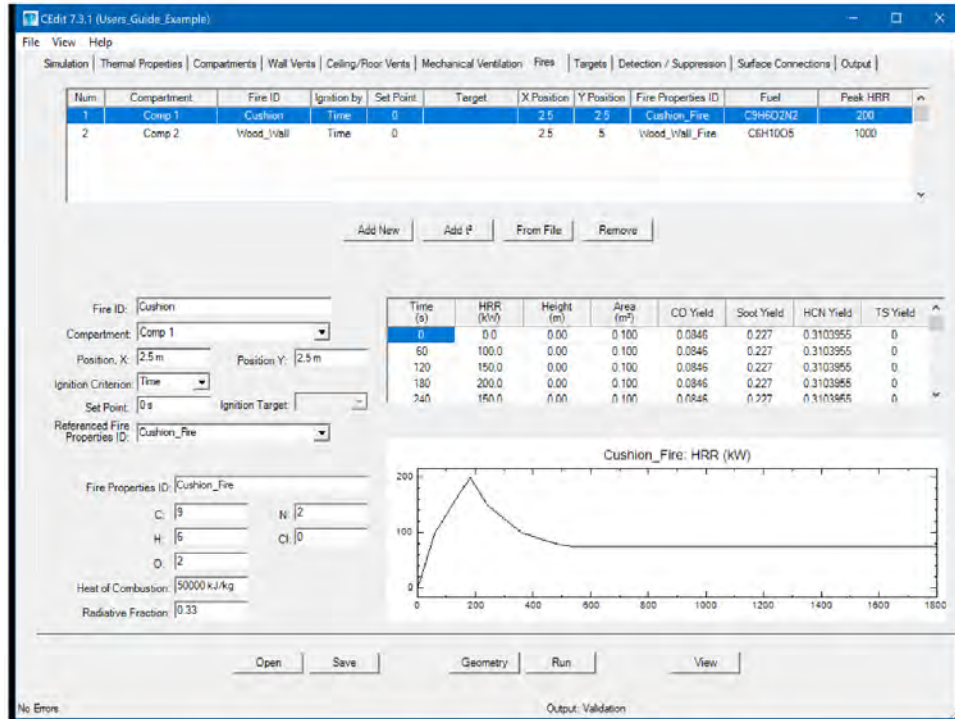 CEdit 7.3.1 (Users_Guide_Example)
File View Help
Simulation Thermal Properties Compartments Wall Vents Ceiling/Floor Vents Mechanical Ventilation Fires Targets Detection / Suppression Surface Connections Output
Num Compartment Fire ID Ignition by Set Point Target X Position Y Position Fire Properties ID Fuel Peak HRR
1 Comp 1 Cushion Time 0 2.5 2.5 Cushion_Fire C9H6O2N2 200
2 Comp 2 Wood_Wall Time 0 2.5 5 Wood_Wall_Fire C6H10O5 1000
Add New Add t² From File Remove
Fire ID: Cushion
Compartment: Comp 1
Position, X: 2.5 m Position Y: 2.5 m
Ignition Criterion: Time
Set Point: 0 s Ignition Target:
Referenced Fire
Properties ID: Cushion_Fire
Time (s) HRR (kW) Height (m) Area (m²) CO Yield Soot Yield HCN Yield TS Yield
0 0.0 0.00 0.100 0.0846 0.227 0.3103955 0
60 100.0 0.00 0.100 0.0846 0.227 0.3103955 0
120 150.0 0.00 0.100 0.0846 0.227 0.3103955 0
180 200.0 0.00 0.100 0.0846 0.227 0.3103955 0
240 150.0 0.00 0.100 0.0846 0.227 0.3103955 0
Fire Properties ID: Cushion_Fire
C: 9 N: 2
H: 6 Cl: 0
O: 2
Heat of Combustion: 50000 kJ/kg
Radiative Fraction: 0.33
Cushion_Fire: HRR (kW)
200
100
0
0 200 400 600 800 1000 1200 1400 1600 1800
Open Save Geometry Run View
No Errors Output: Validation